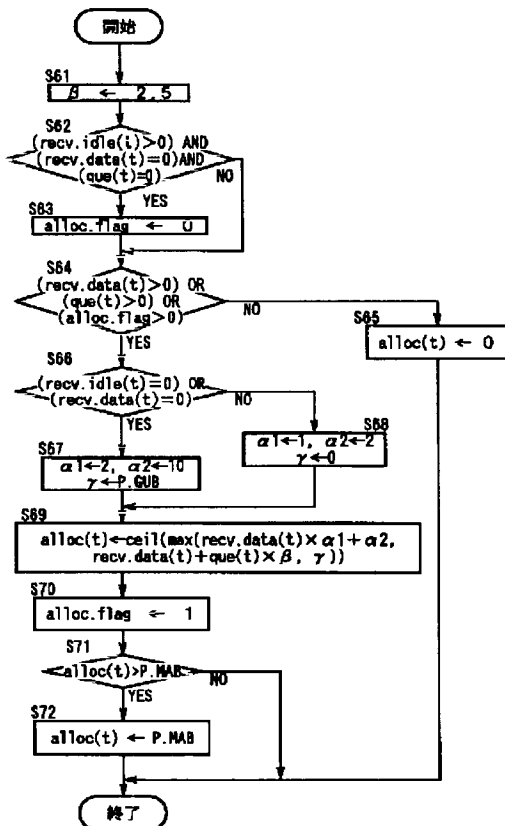 開始
S61
β ← 2.5
S62
(recv.idle(i)>0) AND
(recv.data(t)=0)AND
(que(t)=0)
NO
YES
S63
alloc.flag ← 0
S64
(recv.data(t)>0) OR
(que(t)>0) OR
(alloc.flag>0)
NO
YES
S65
alloc(t) ← 0
S66
(recv.idle(t)=0) OR
(recv.data(t)=0)
NO
YES
S67
α1←2, α2←10
γ←P.GUB
S68
α1←1, α2←2
γ←0
S69
alloc(t)←ceil(max(recv.data(t)×α1+α2,
recv.data(t)+que(t)×β, γ))
S70
alloc.flag ← 1
S71
alloc(t)>P.MAB
NO
YES
S72
alloc(t) ← P.MAB
終了